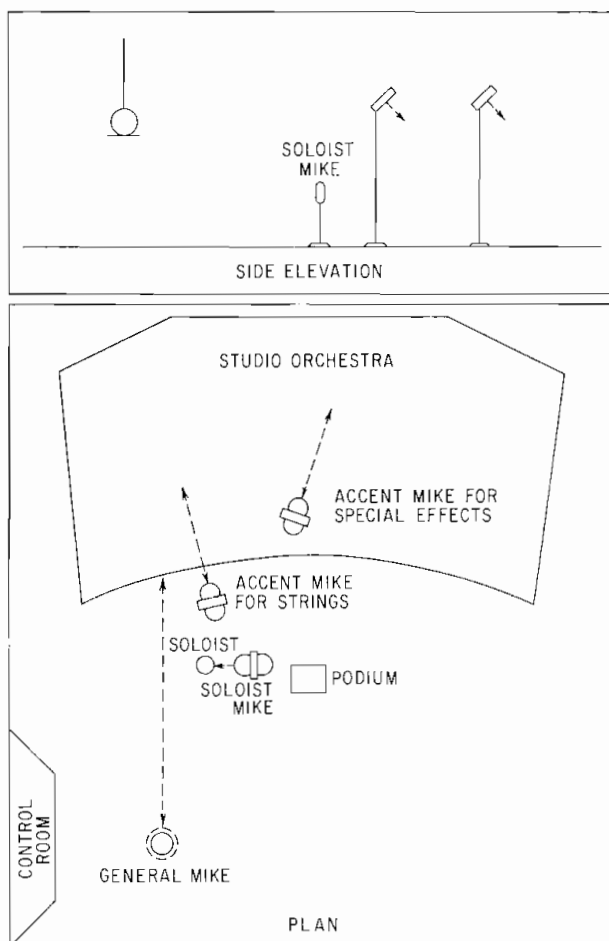 SOLOIST
MIKE
SIDE ELEVATION
STUDIO ORCHESTRA
ACCENT MIKE FOR
SPECIAL EFFECTS
ACCENT MIKE
FOR STRINGS
SOLOIST
SOLOIST
MIKE
PODIUM
CONTROL
ROOM
GENERAL MIKE
PLAN